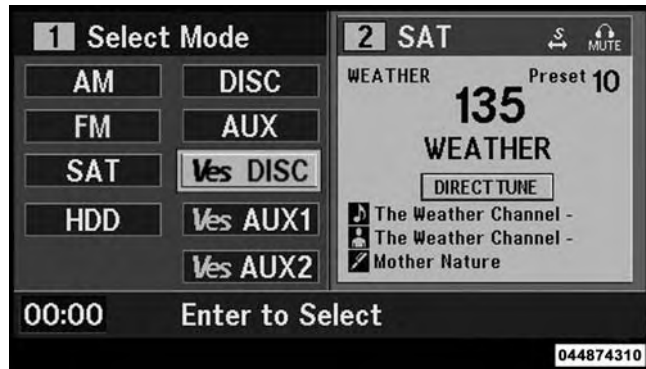 1 Select Mode
AM DISC
FM AUX
SAT Ves DISC
HDD Ves AUX1
Ves AUX2
2 SAT S MUTE
WEATHER Preset 10
135
WEATHER
DIRECT TUNE
The Weather Channel -
The Weather Channel -
Mother Nature
00:00 Enter to Select
044874310